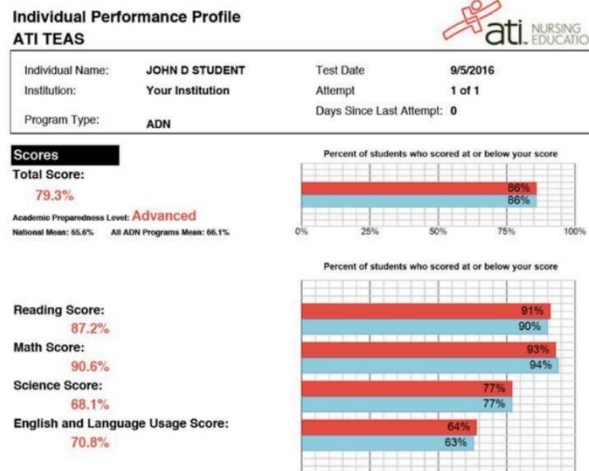 Individual Performance Profile
ATI TEAS
ati NURSING
EDUCATIO
Individual Name: JOHN D STUDENT Test Date 9/5/2016
Institution: Your Institution Attempt 1 of 1
Days Since Last Attempt: 0
Program Type: ADN
Scores
Percent of students who scored at or below your score
Total Score:
79.3%
86%
86%
Academic Preparedness Level: Advanced
National Mean: 65.6% All ADN Programs Mean: 66.1%
0% 25% 50% 75% 100%
Percent of students who scored at or below your score
Reading Score: 91%
87.2% 90%
Math Score: 93%
90.6% 94%
Science Score: 77%
68.1% 77%
English and Language Usage Score: 64%
70.8% 63%